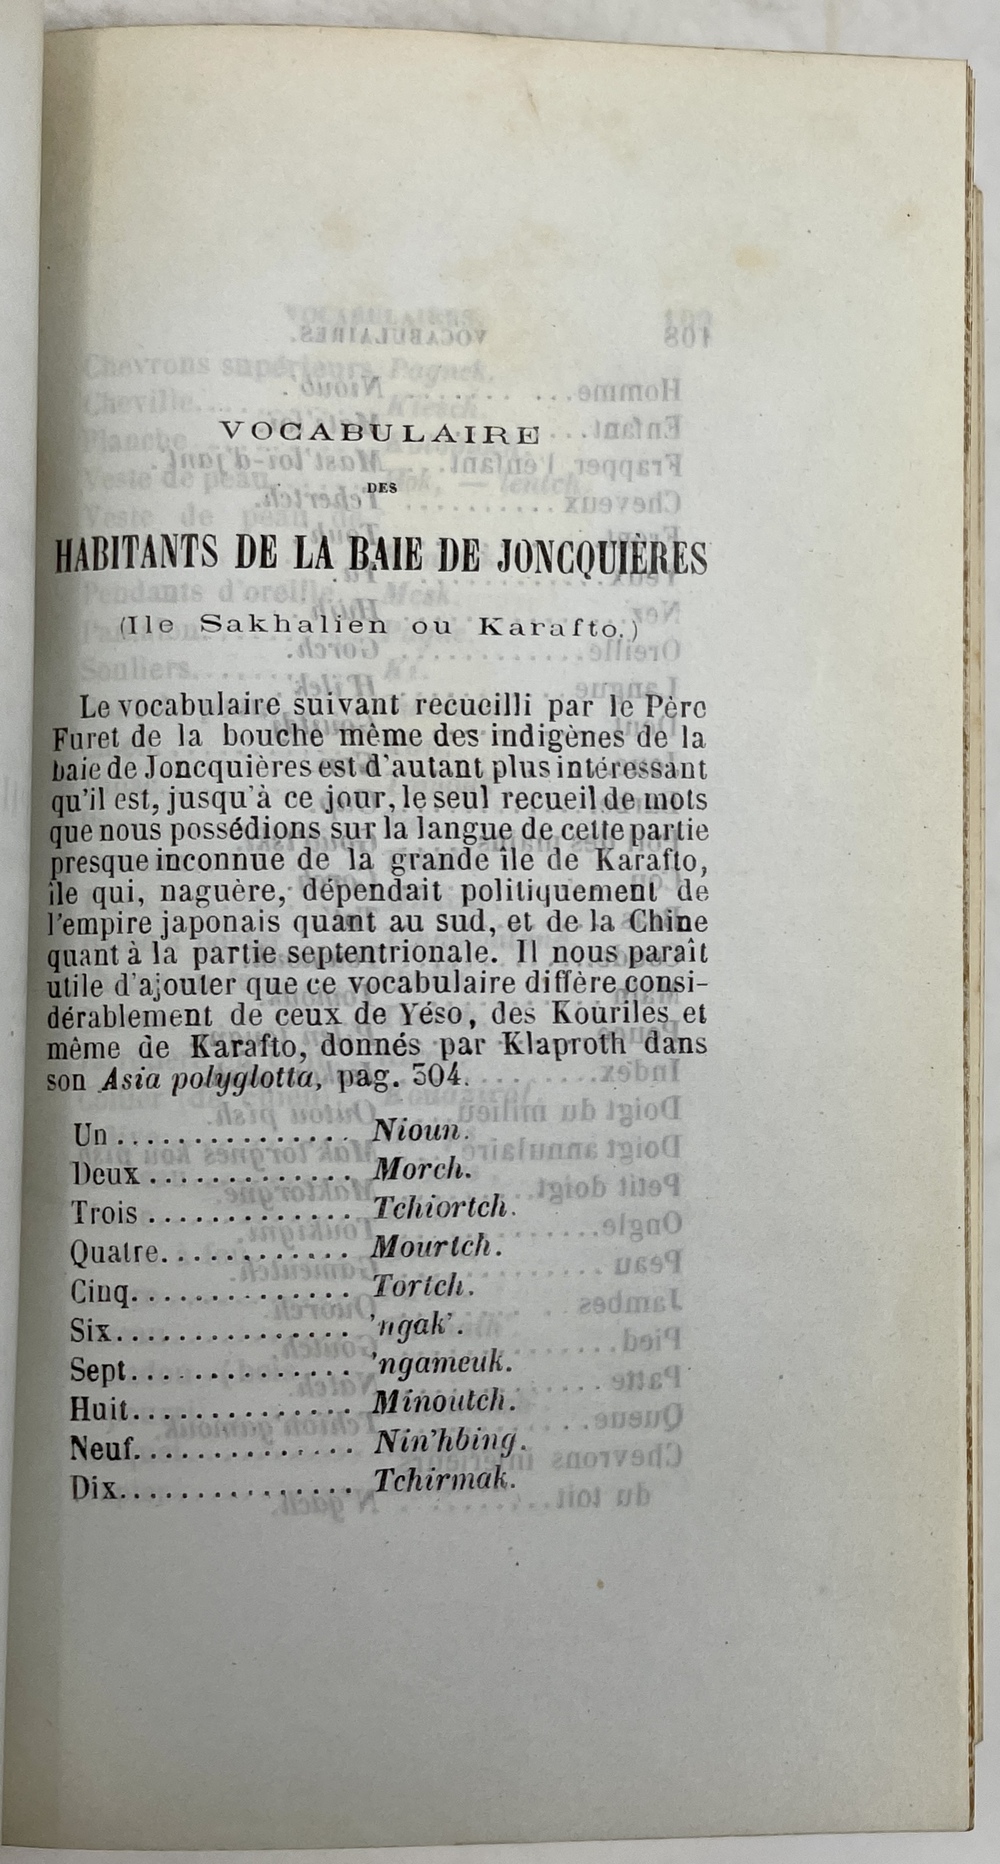 VOCABULAIRE
DES
HABITANTS DE LA BAIE DE JONCQUIÈRES
(Ile Sakhalien ou Karafto.)
Le vocabulaire suivant recueilli par le Père
Furet de la bouche même des indigènes de la
baie de Joncquières est d'autant plus intéressant
qu'il est, jusqu'à ce jour, le seul recueil de mots
que nous possédions sur la langue de cette partie
presque inconnue de la grande île de Karafto,
île qui, naguère, dépendait politiquement de
l'empire japonais quant au sud, et de la Chine
quant à la partie septentrionale. Il nous paraît
utile d'ajouter que ce vocabulaire diffère consi-
dérablement de ceux de Yéso, des Kouriles et
même de Karafto, donnés par Klaproth dans
son Asia polyglotta, pag. 304.
Un ............... Nioun.
Deux ............. Morch.
Trois ............. Tchiortch.
Quatre............ Mourtch.
Cinq.............. Tortch.
Six................ 'ngak'.
Sept.............. 'ngameuk.
Huit.............. Minoutch.
Neuf.............. Nin'hbing.
Dix............... Tchirmak.